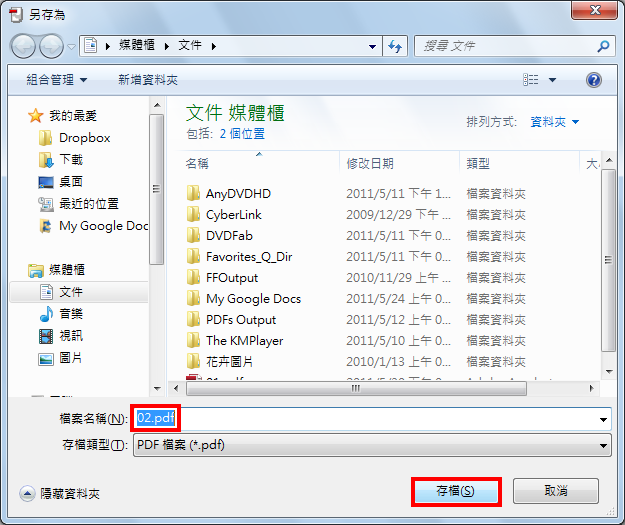 另存為
媒體櫃 ▸ 文件 ▸
搜尋 文件
組合管理 新增資料夾
我的最愛
Dropbox
下載
桌面
最近的位置
My Google Doc
媒體櫃
文件
音樂
視訊
圖片
文件 媒體櫃
包括: 2 個位置
排列方式: 資料夾
名稱 修改日期 類型 大
AnyDVDHD 2011/5/11 下午 1... 檔案資料夾
CyberLink 2009/12/29 下午 ... 檔案資料夾
DVDFab 2011/5/11 下午 0... 檔案資料夾
Favorites_Q_Dir 2011/5/11 下午 0... 檔案資料夾
FFOutput 2010/11/29 上午 ... 檔案資料夾
My Google Docs 2011/5/24 上午 0... 檔案資料夾
PDFs Output 2011/5/12 上午 0... 檔案資料夾
The KMPlayer 2011/5/11 下午 0... 檔案資料夾
花卉圖片 2010/1/13 上午 0... 檔案資料夾
檔案名稱(N): 02.pdf
存檔類型(T): PDF 檔案 (*.pdf)
隱藏資料夾
存檔(S) 取消